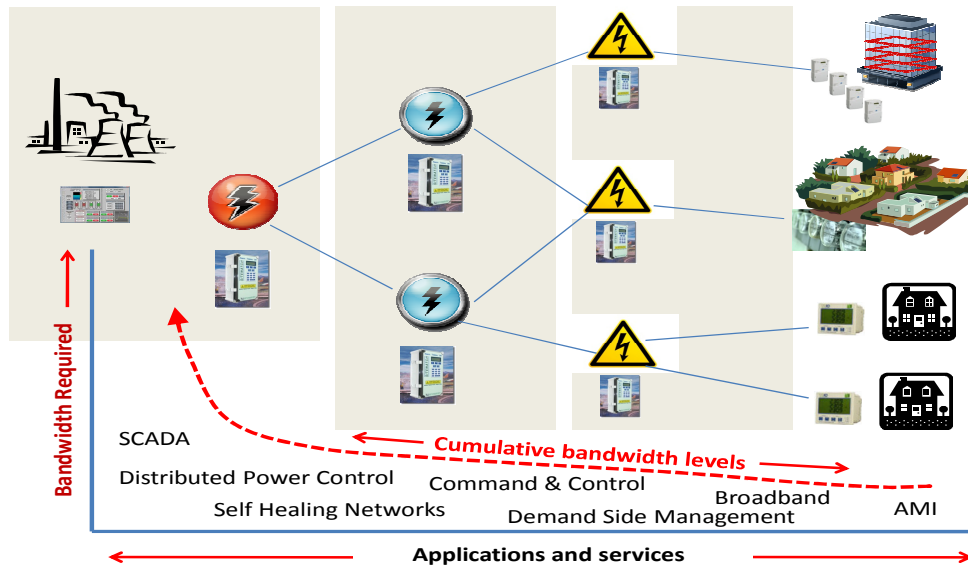 Bandwidth Required
SCADA
Cumulative bandwidth levels
Distributed Power Control
Command & Control
Broadband
Self Healing Networks
Demand Side Management
AMI
Applications and services